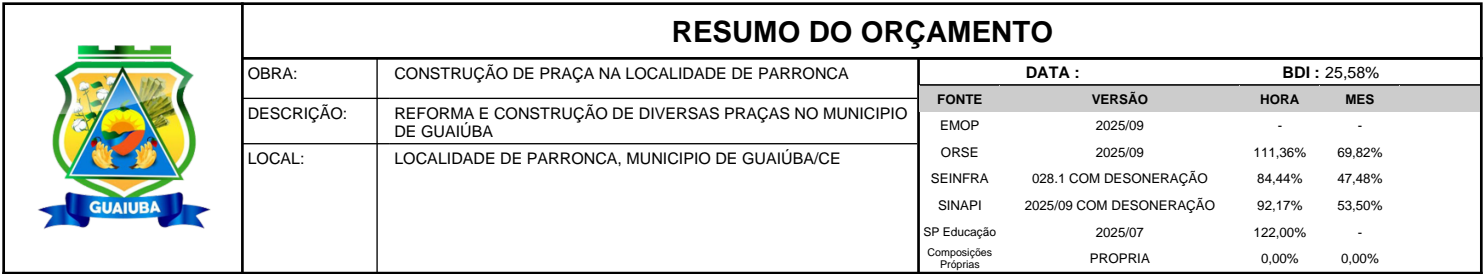 RESUMO DO ORÇAMENTO
OBRA: CONSTRUÇÃO DE PRAÇA NA LOCALIDADE DE PARRONCA
DESCRIÇÃO: REFORMA E CONSTRUÇÃO DE DIVERSAS PRAÇAS NO MUNICIPIO
DE GUAIÚBA
LOCAL: LOCALIDADE DE PARRONCA, MUNICIPIO DE GUAIÚBA/CE
DATA : BDI : 25,58%
FONTE VERSÃO HORA MES
EMOP 2025/09 - -
ORSE 2025/09 111,36% 69,82%
SEINFRA 028.1 COM DESONERAÇÃO 84,44% 47,48%
SINAPI 2025/09 COM DESONERAÇÃO 92,17% 53,50%
SP Educação 2025/07 122,00% -
Composições
Próprias PROPRIA 0,00% 0,00%
GUAIUBA